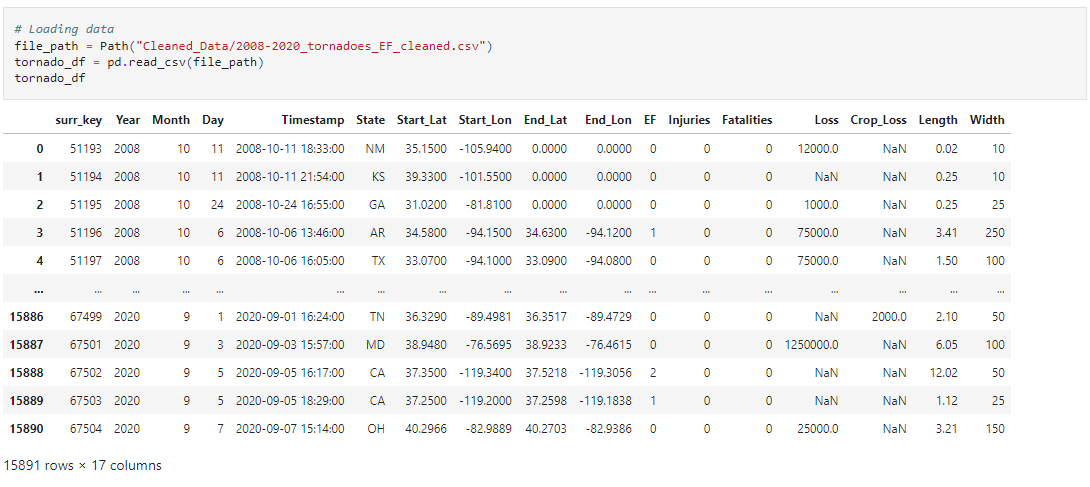 # Loading data
file_path = Path("Cleaned_Data/2008-2020_tornadoes_EF_cleaned.csv")
tornado_df = pd.read_csv(file_path)
tornado_df
surr_key Year Month Day Timestamp State Start_Lat Start_Lon End_Lat End_Lon EF Injuries Fatalities Loss Crop_Loss Length Width
0 51193 2008 10 11 2008-10-11 18:33:00 NM 35.1500 -105.9400 0.0000 0.0000 0 0 0 12000.0 NaN 0.02 10
1 51194 2008 10 11 2008-10-11 21:54:00 KS 39.3300 -101.5500 0.0000 0.0000 0 0 0 NaN NaN 0.25 10
2 51195 2008 10 24 2008-10-24 16:55:00 GA 31.0200 -81.8100 0.0000 0.0000 0 0 0 1000.0 NaN 0.25 25
3 51196 2008 10 6 2008-10-06 13:46:00 AR 34.5800 -94.1500 34.6300 -94.1200 1 0 0 75000.0 NaN 3.41 250
4 51197 2008 10 6 2008-10-06 16:05:00 TX 33.0700 -94.1000 33.0900 -94.0800 0 0 0 75000.0 NaN 1.50 100
... ... ... ... ... ... ... ... ... ... ... ... ... ... ... ... ... ...
15886 67499 2020 9 1 2020-09-01 16:24:00 TN 36.3290 -89.4981 36.3517 -89.4729 0 0 0 NaN 2000.0 2.10 50
15887 67501 2020 9 3 2020-09-03 15:57:00 MD 38.9480 -76.5695 38.9233 -76.4615 0 0 0 1250000.0 NaN 6.05 100
15888 67502 2020 9 5 2020-09-05 16:17:00 CA 37.3500 -119.3400 37.5218 -119.3056 2 0 0 NaN NaN 12.02 50
15889 67503 2020 9 5 2020-09-05 18:29:00 CA 37.2500 -119.2000 37.2598 -119.1838 1 0 0 NaN NaN 1.12 25
15890 67504 2020 9 7 2020-09-07 15:14:00 OH 40.2966 -82.9889 40.2703 -82.9386 0 0 0 25000.0 NaN 3.21 150
15891 rows × 17 columns